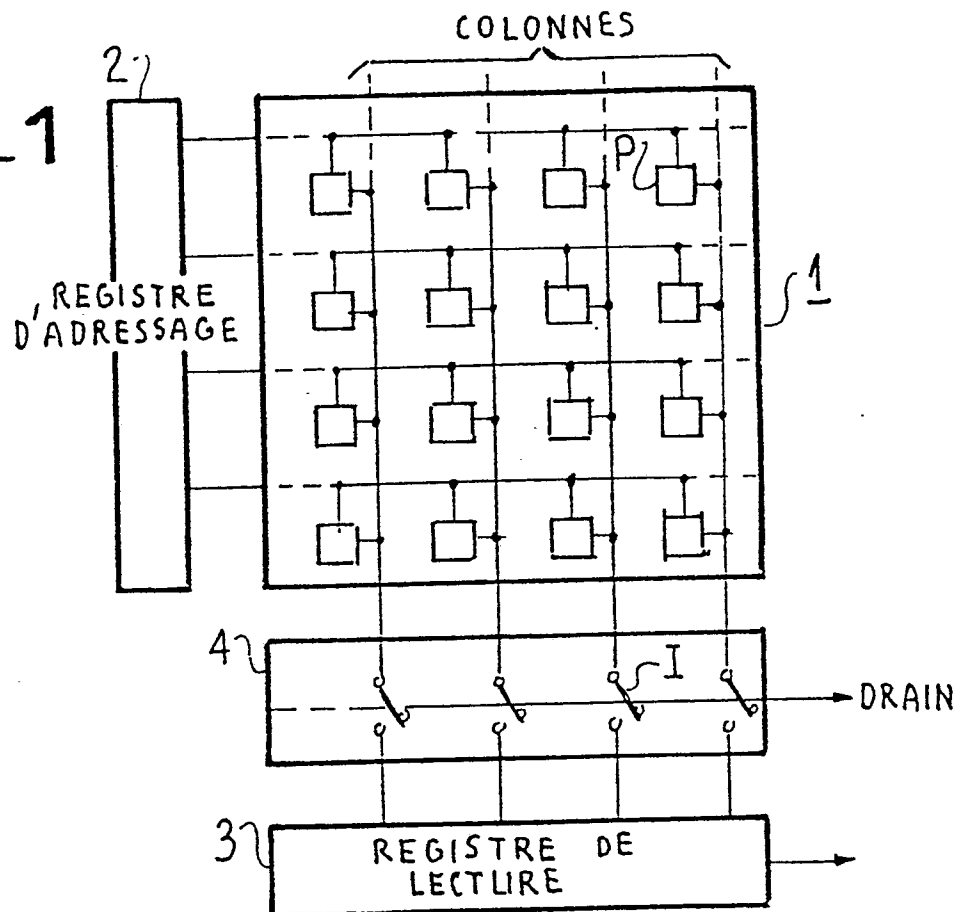 COLONNES
2
1
P
REGISTRE
D'ADRESSAGE
1
4
I
DRAIN
3
REGISTRE DE
LECTURE